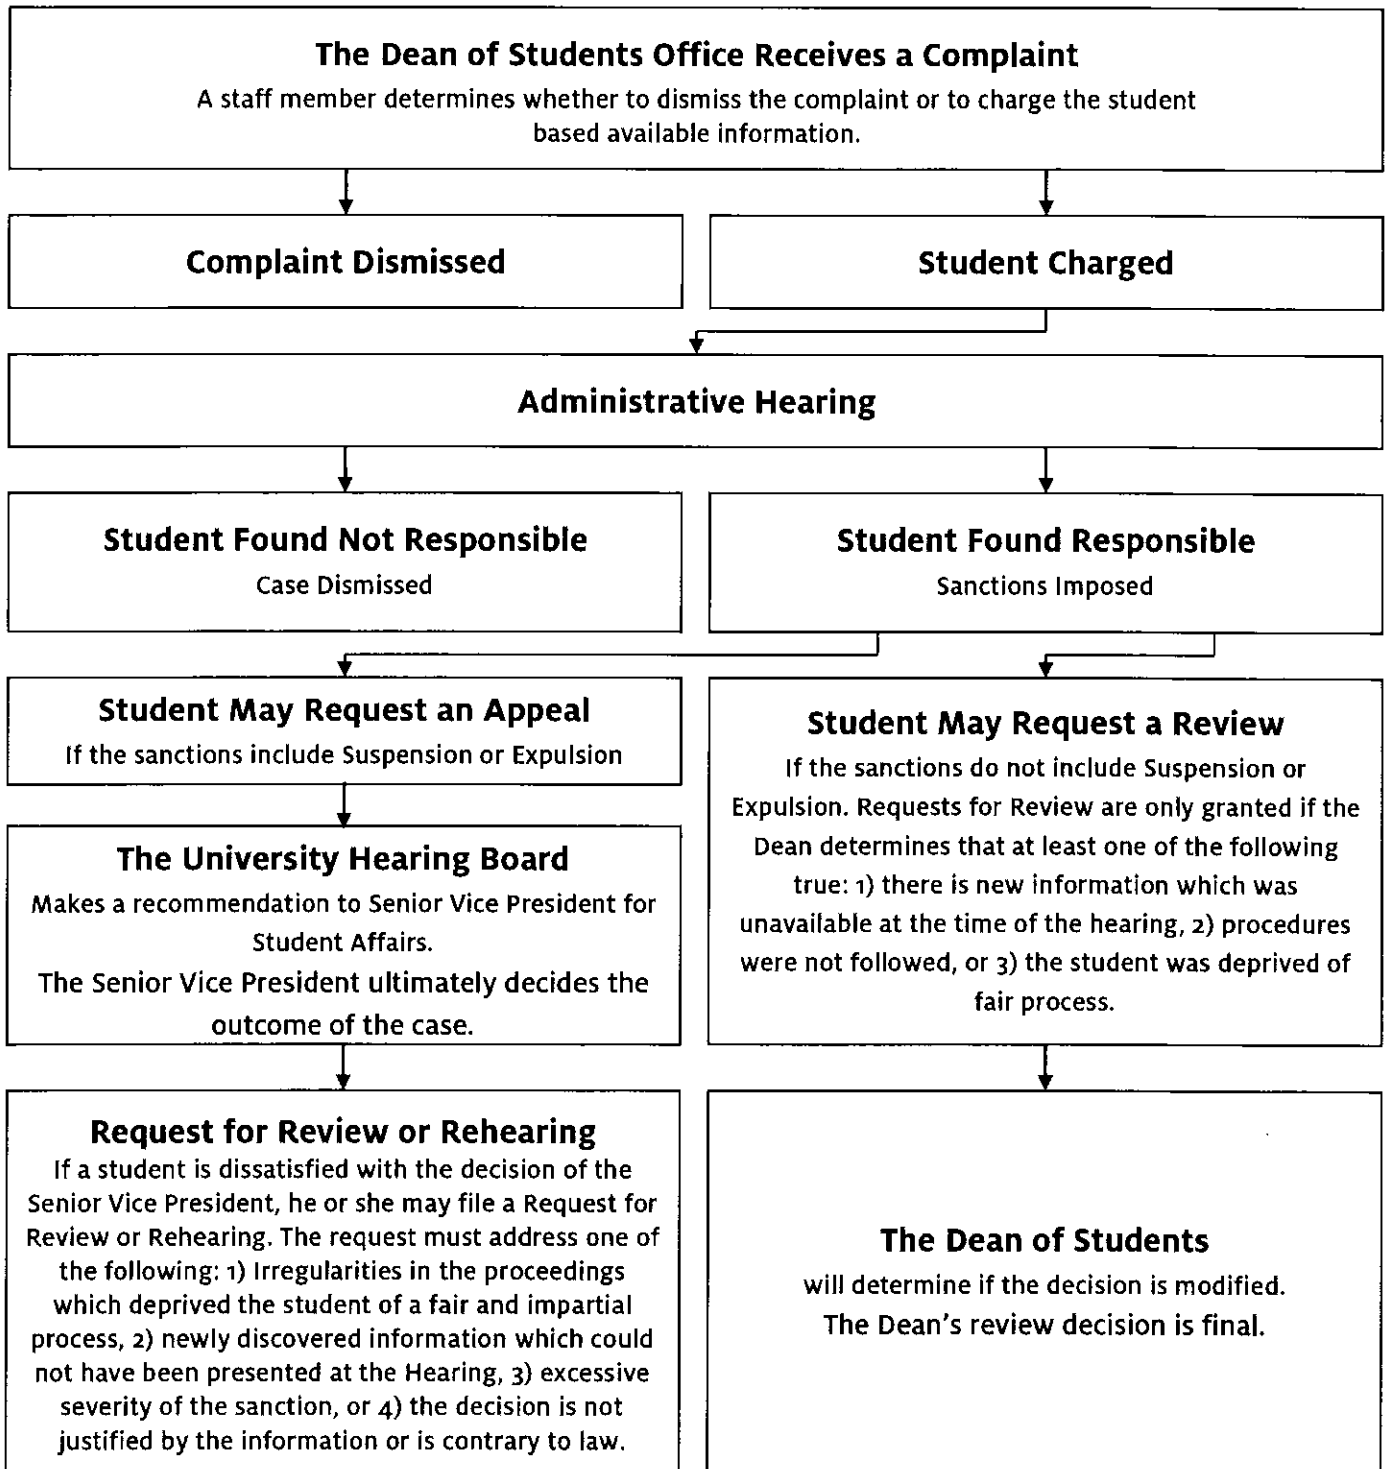 The Dean of Students Office Receives a Complaint
A staff member determines whether to dismiss the complaint or to charge the student
based available information.
Complaint Dismissed
Student Charged
Administrative Hearing
Student Found Not Responsible
Case Dismissed
Student Found Responsible
Sanctions Imposed
Student May Request an Appeal
If the sanctions include Suspension or Expulsion
The University Hearing Board
Makes a recommendation to Senior Vice President for
Student Affairs.
The Senior Vice President ultimately decides the
outcome of the case.
Request for Review or Rehearing
If a student is dissatisfied with the decision of the
Senior Vice President, he or she may file a Request for
Review or Rehearing. The request must address one of
the following: 1) Irregularities in the proceedings
which deprived the student of a fair and impartial
process, 2) newly discovered information which could
not have been presented at the Hearing, 3) excessive
severity of the sanction, or 4) the decision is not
justified by the information or is contrary to law.
Student May Request a Review
If the sanctions do not include Suspension or
Expulsion. Requests for Review are only granted if the
Dean determines that at least one of the following
true: 1) there is new information which was
unavailable at the time of the hearing, 2) procedures
were not followed, or 3) the student was deprived of
fair process.
The Dean of Students
will determine if the decision is modified.
The Dean's review decision is final.